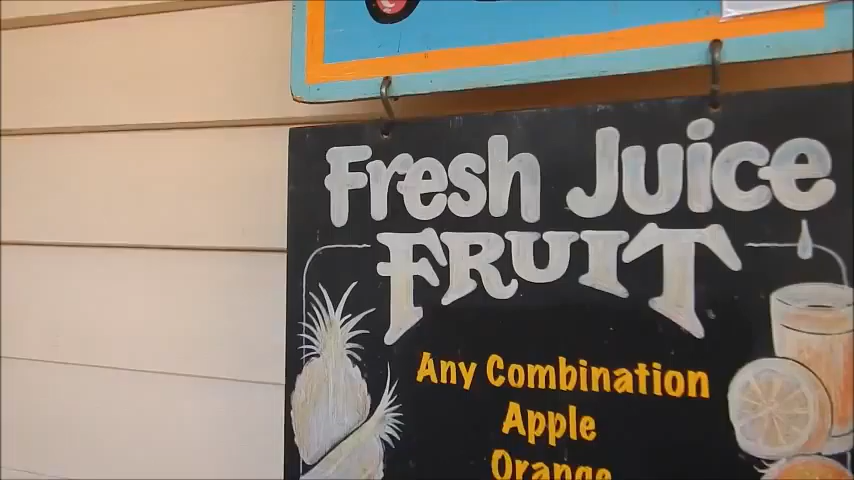 Fresh Juice
FRUIT
Any Combination
Apple
Orange